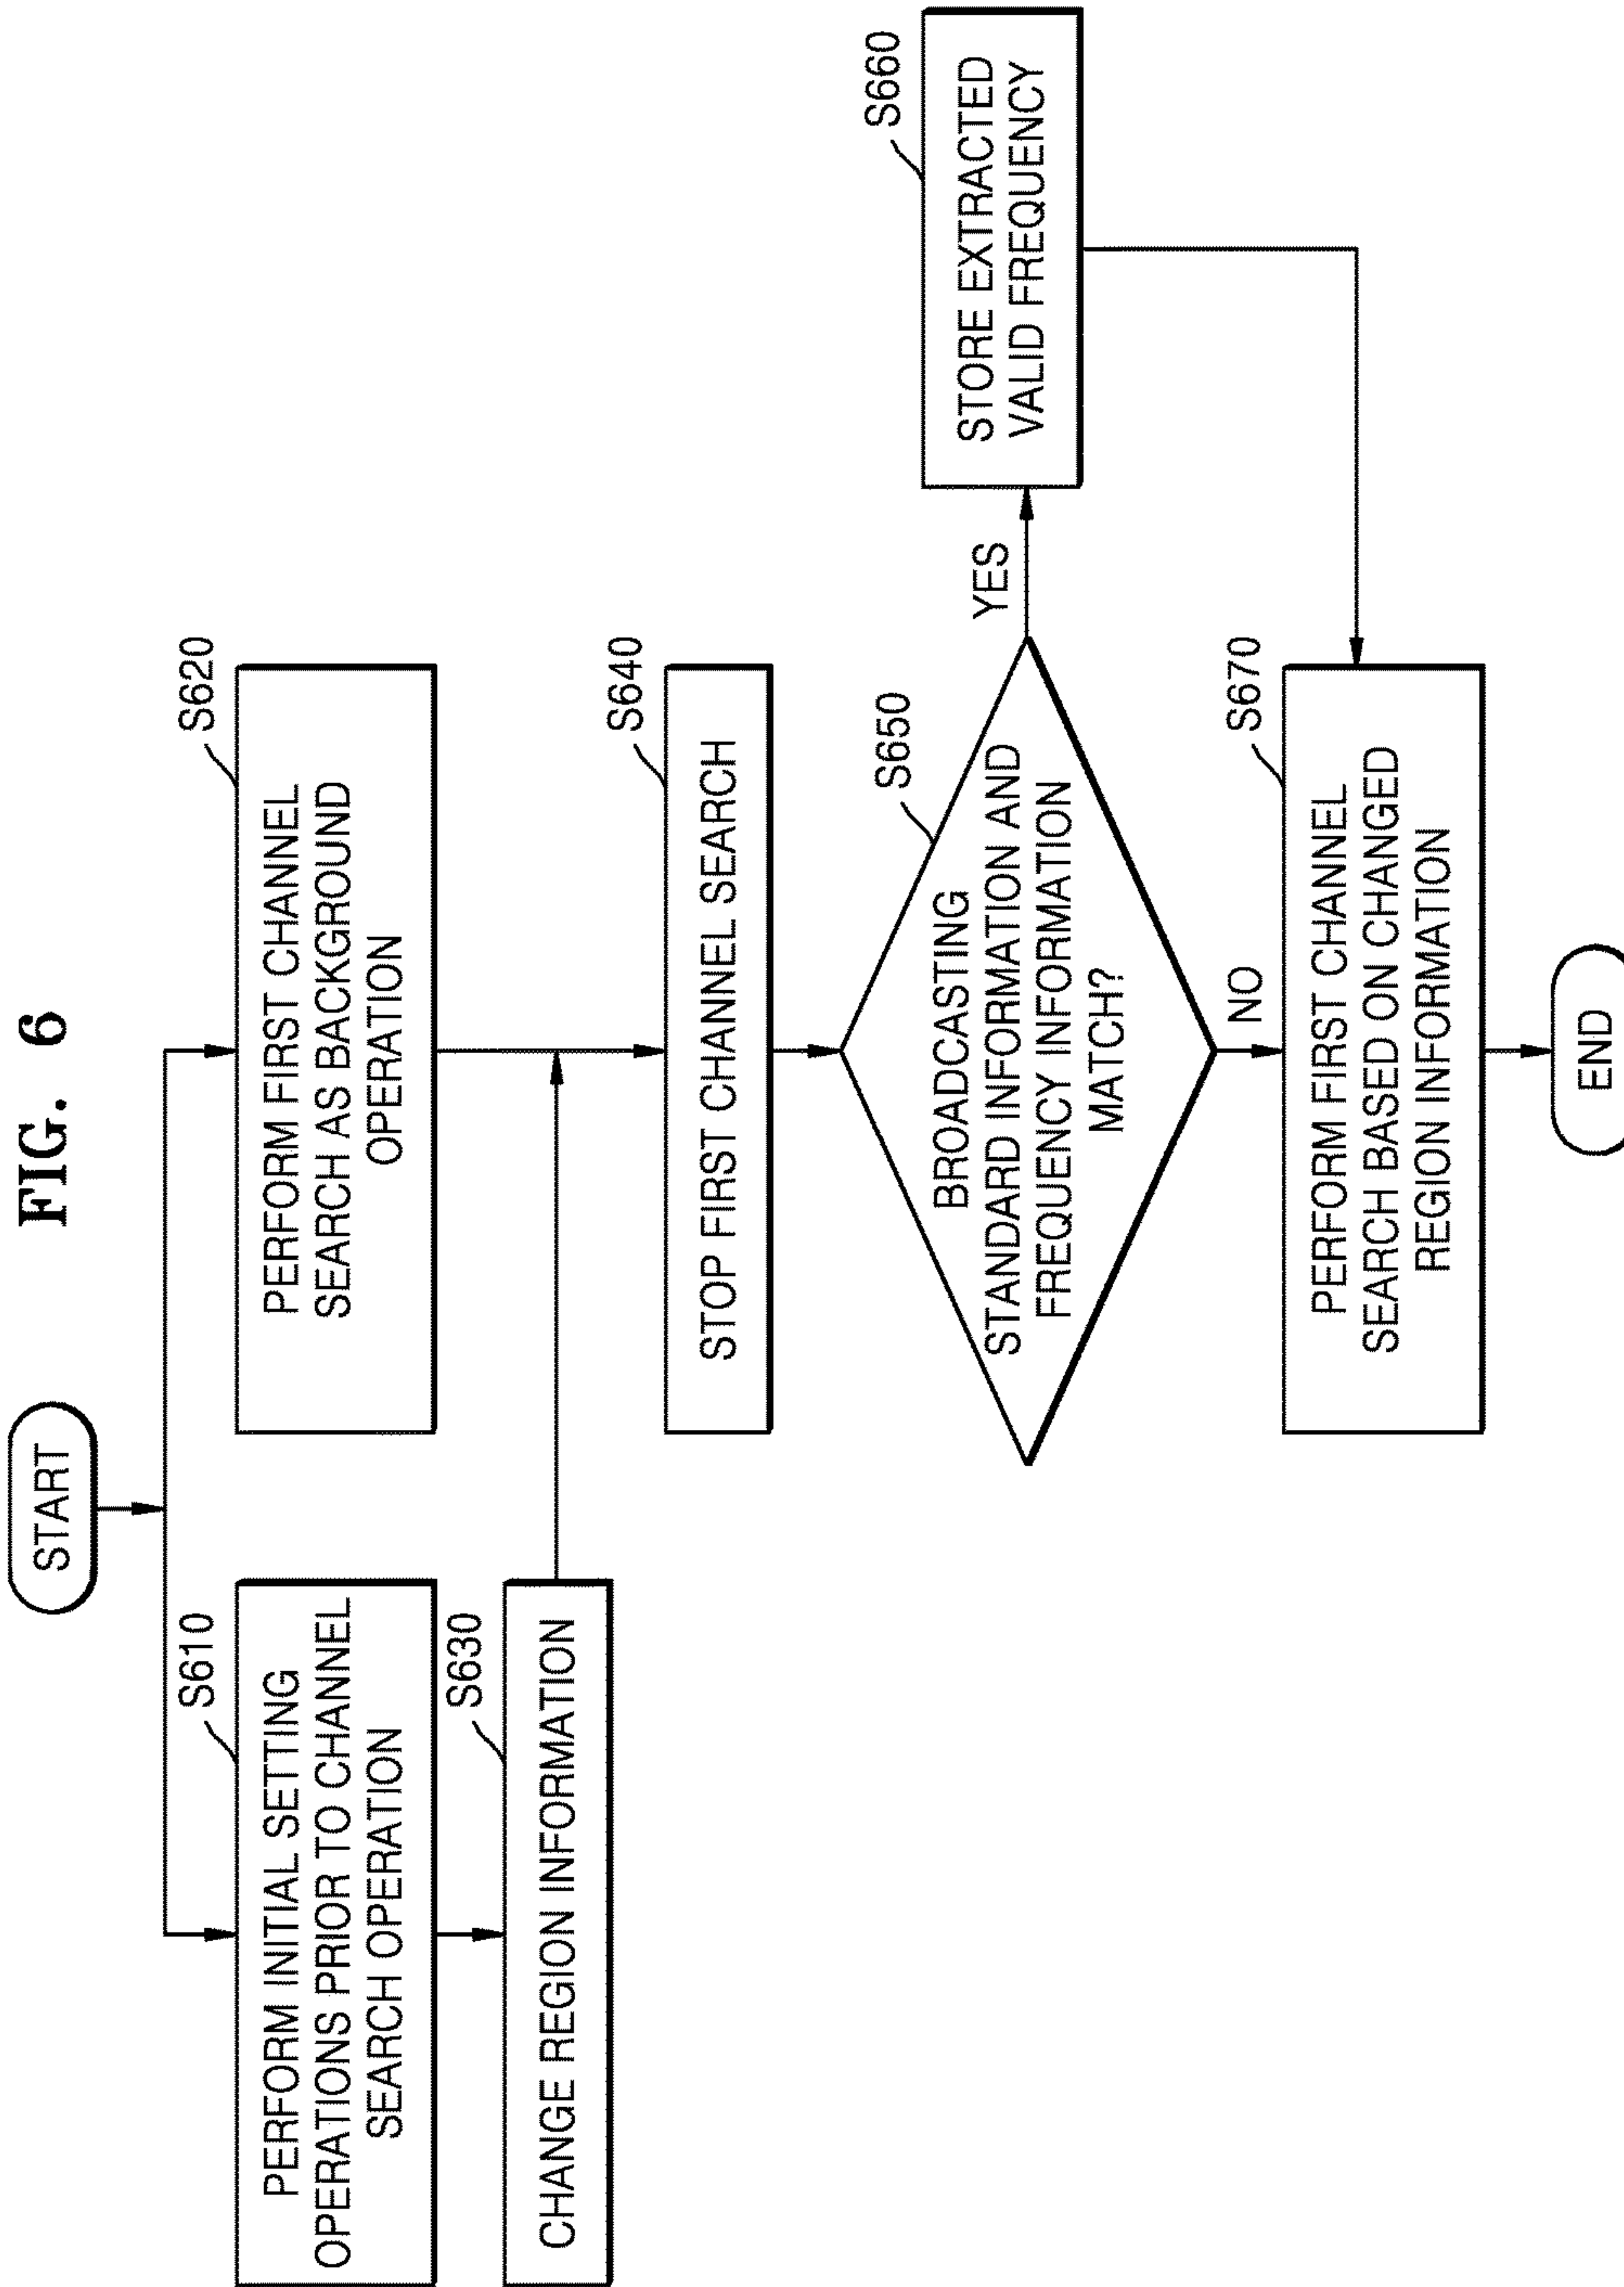 FIG. 6
START
S610
PERFORM INITIAL SETTING
OPERATIONS PRIOR TO CHANNEL
SEARCH OPERATION
S620
PERFORM FIRST CHANNEL
SEARCH AS BACKGROUND
OPERATION
S630
CHANGE REGION INFORMATION
S640
STOP FIRST CHANNEL SEARCH
S650
BROADCASTING
STANDARD INFORMATION AND
FREQUENCY INFORMATION
MATCH?
YES
S660
STORE EXTRACTED
VALID FREQUENCY
NO
S670
PERFORM FIRST CHANNEL
SEARCH BASED ON CHANGED
REGION INFORMATION
END